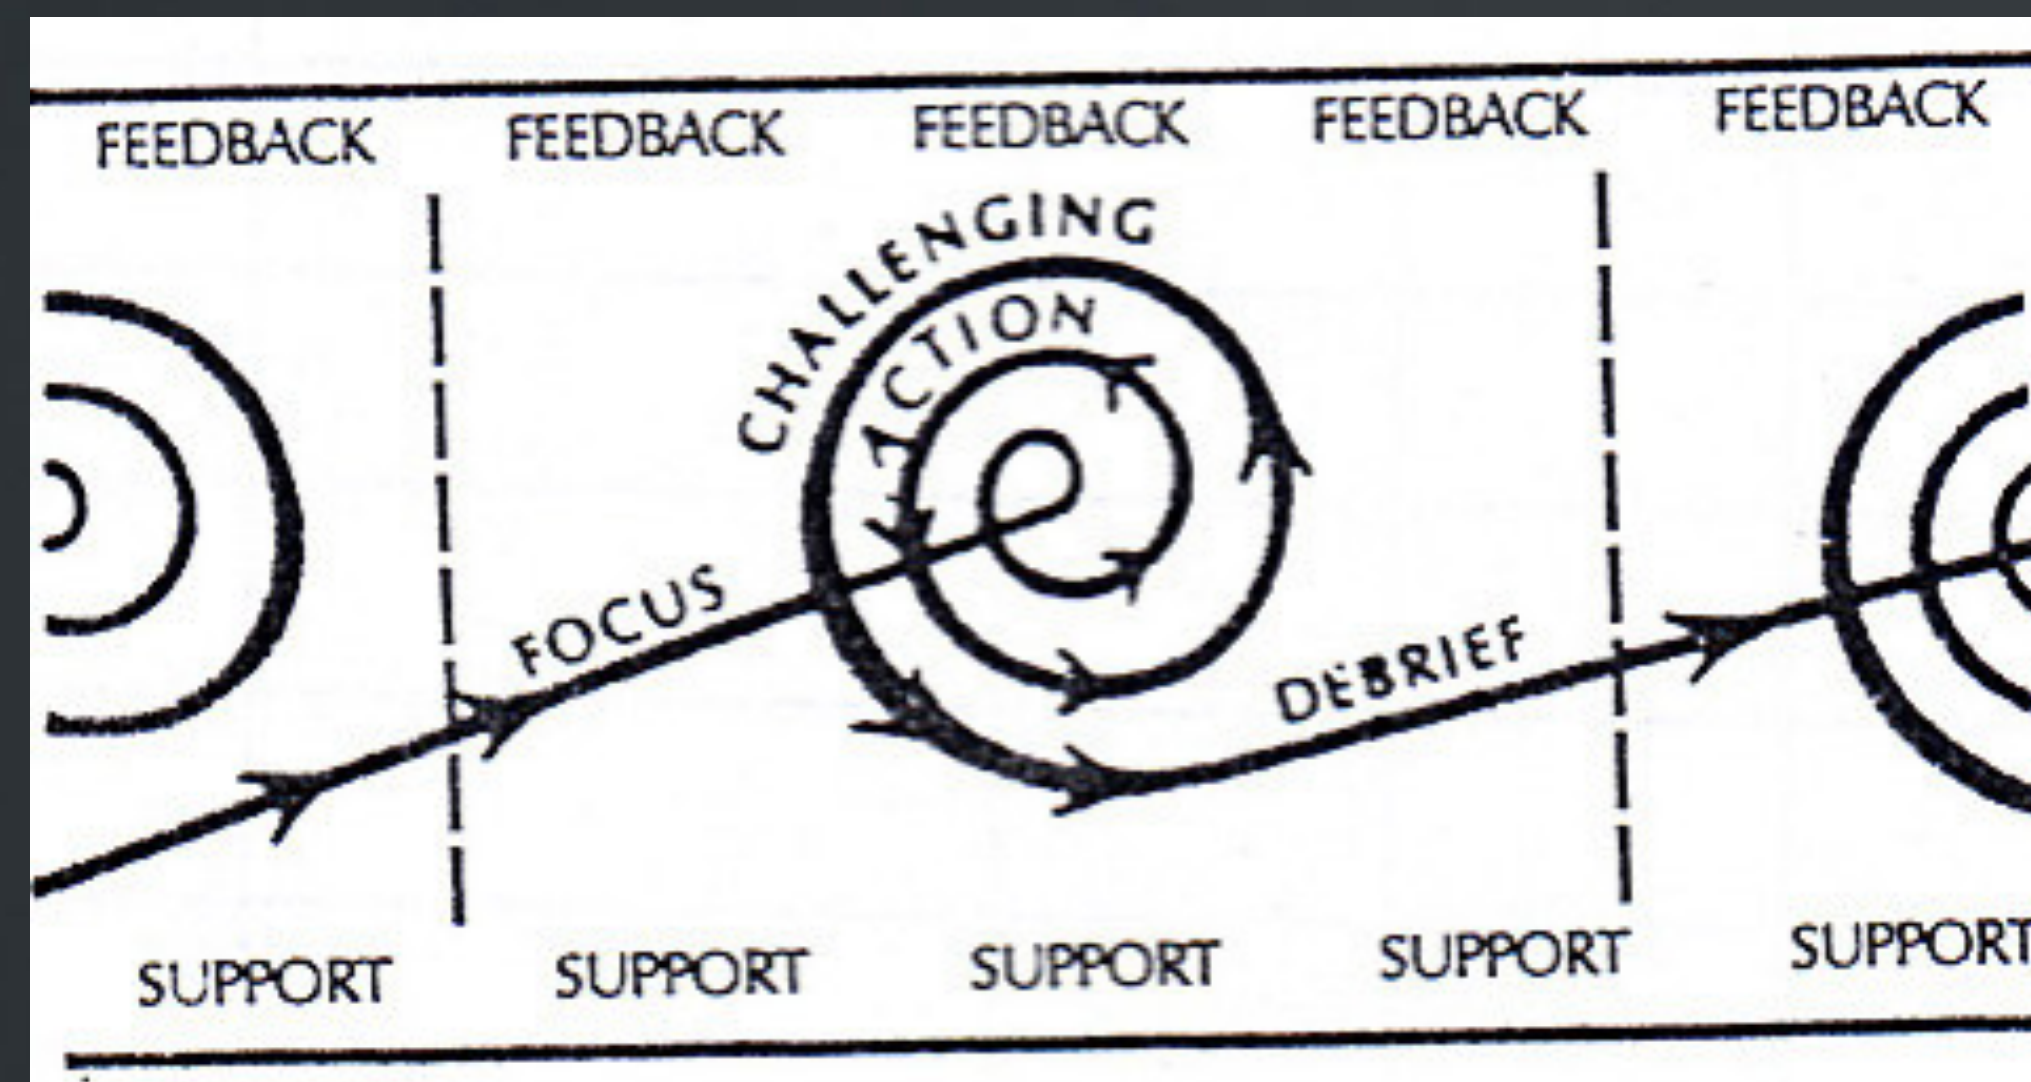 FEEDBACK FEEDBACK FEEDBACK FEEDBACK FEEDBACK
CHALLENGING
ACTION
FOCUS
DEBRIEF
SUPPORT SUPPORT SUPPORT SUPPORT SUPPORT